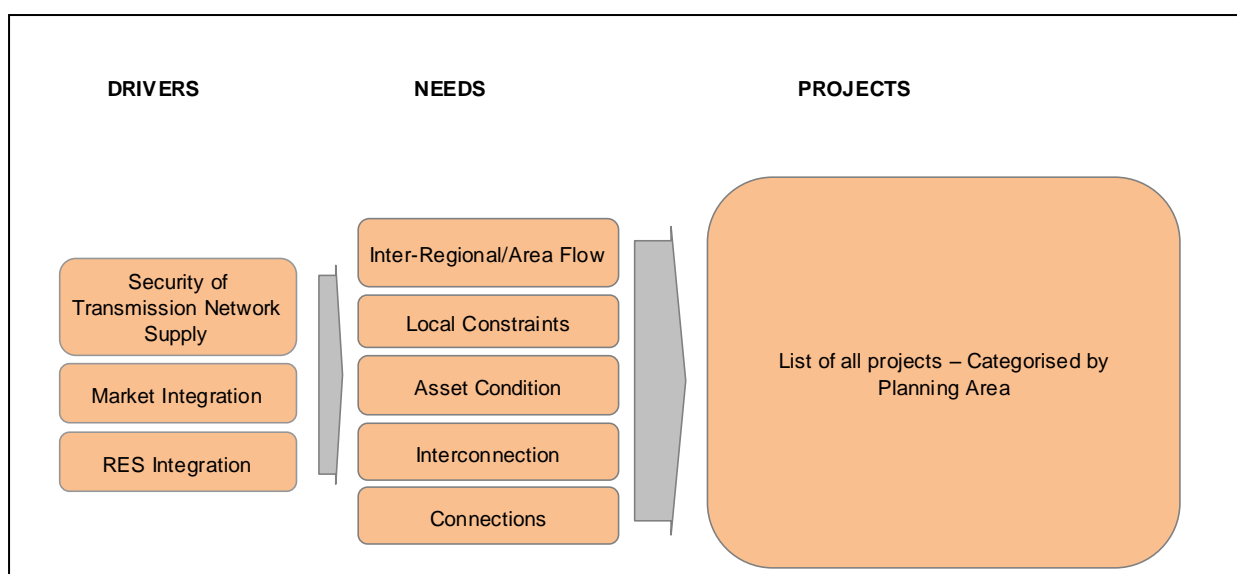 DRIVERS
NEEDS
PROJECTS
Security of
Transmission Network
Supply
Market Integration
RES Integration
Inter-Regional/Area Flow
Local Constraints
Asset Condition
Interconnection
Connections
List of all projects – Categorised by
Planning Area